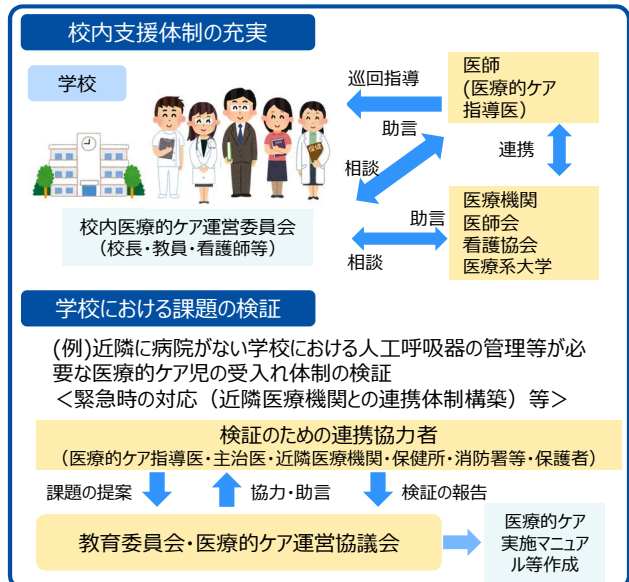 校内支援体制の充実
学校
校内医療的ケア運営委員会
（校長・教員・看護師等）
巡回指導
助言
相談
医師
(医療的ケア
指導医)
連携
助言
相談
医療機関
医師会
看護協会
医療系大学
保健
学校における課題の検証
(例)近隣に病院がない学校における人工呼吸器の管理等が必
要な医療的ケア児の受入れ体制の検証
＜緊急時の対応（近隣医療機関との連携体制構築）等＞
検証のための連携協力者
（医療的ケア指導医・主治医・近隣医療機関・保健所・消防署等・保護者）
課題の提案
協力・助言
検証の報告
教育委員会・医療的ケア運営協議会
医療的ケア
実施マニュア
ル等作成